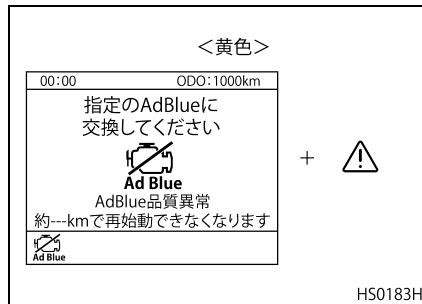 ＜黄色＞
00:00 ODO:1000km
指定のAdBlueに
交換してください
Ad Blue
AdBlue品質異常
約---kmで再始動できなくなります
Ad Blue
+
HS0183H